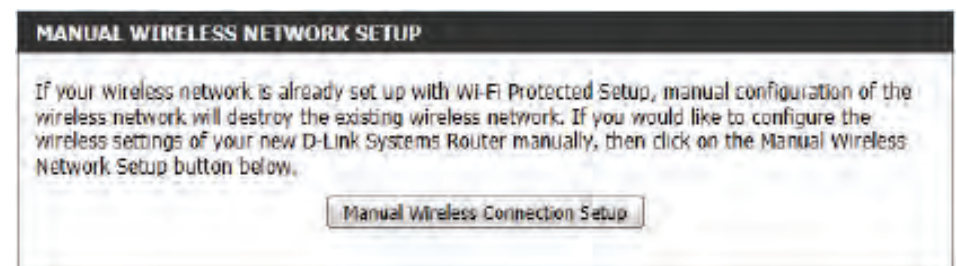 MANUAL WIRELESS NETWORK SETUP
If your wireless network is already set up with Wi-Fi Protected Setup, manual configuration of the
wireless network will destroy the existing wireless network. If you would like to configure the
wireless settings of your new D-Link Systems Router manually, then click on the Manual Wireless
Network Setup button below.
Manual Wireless Connection Setup